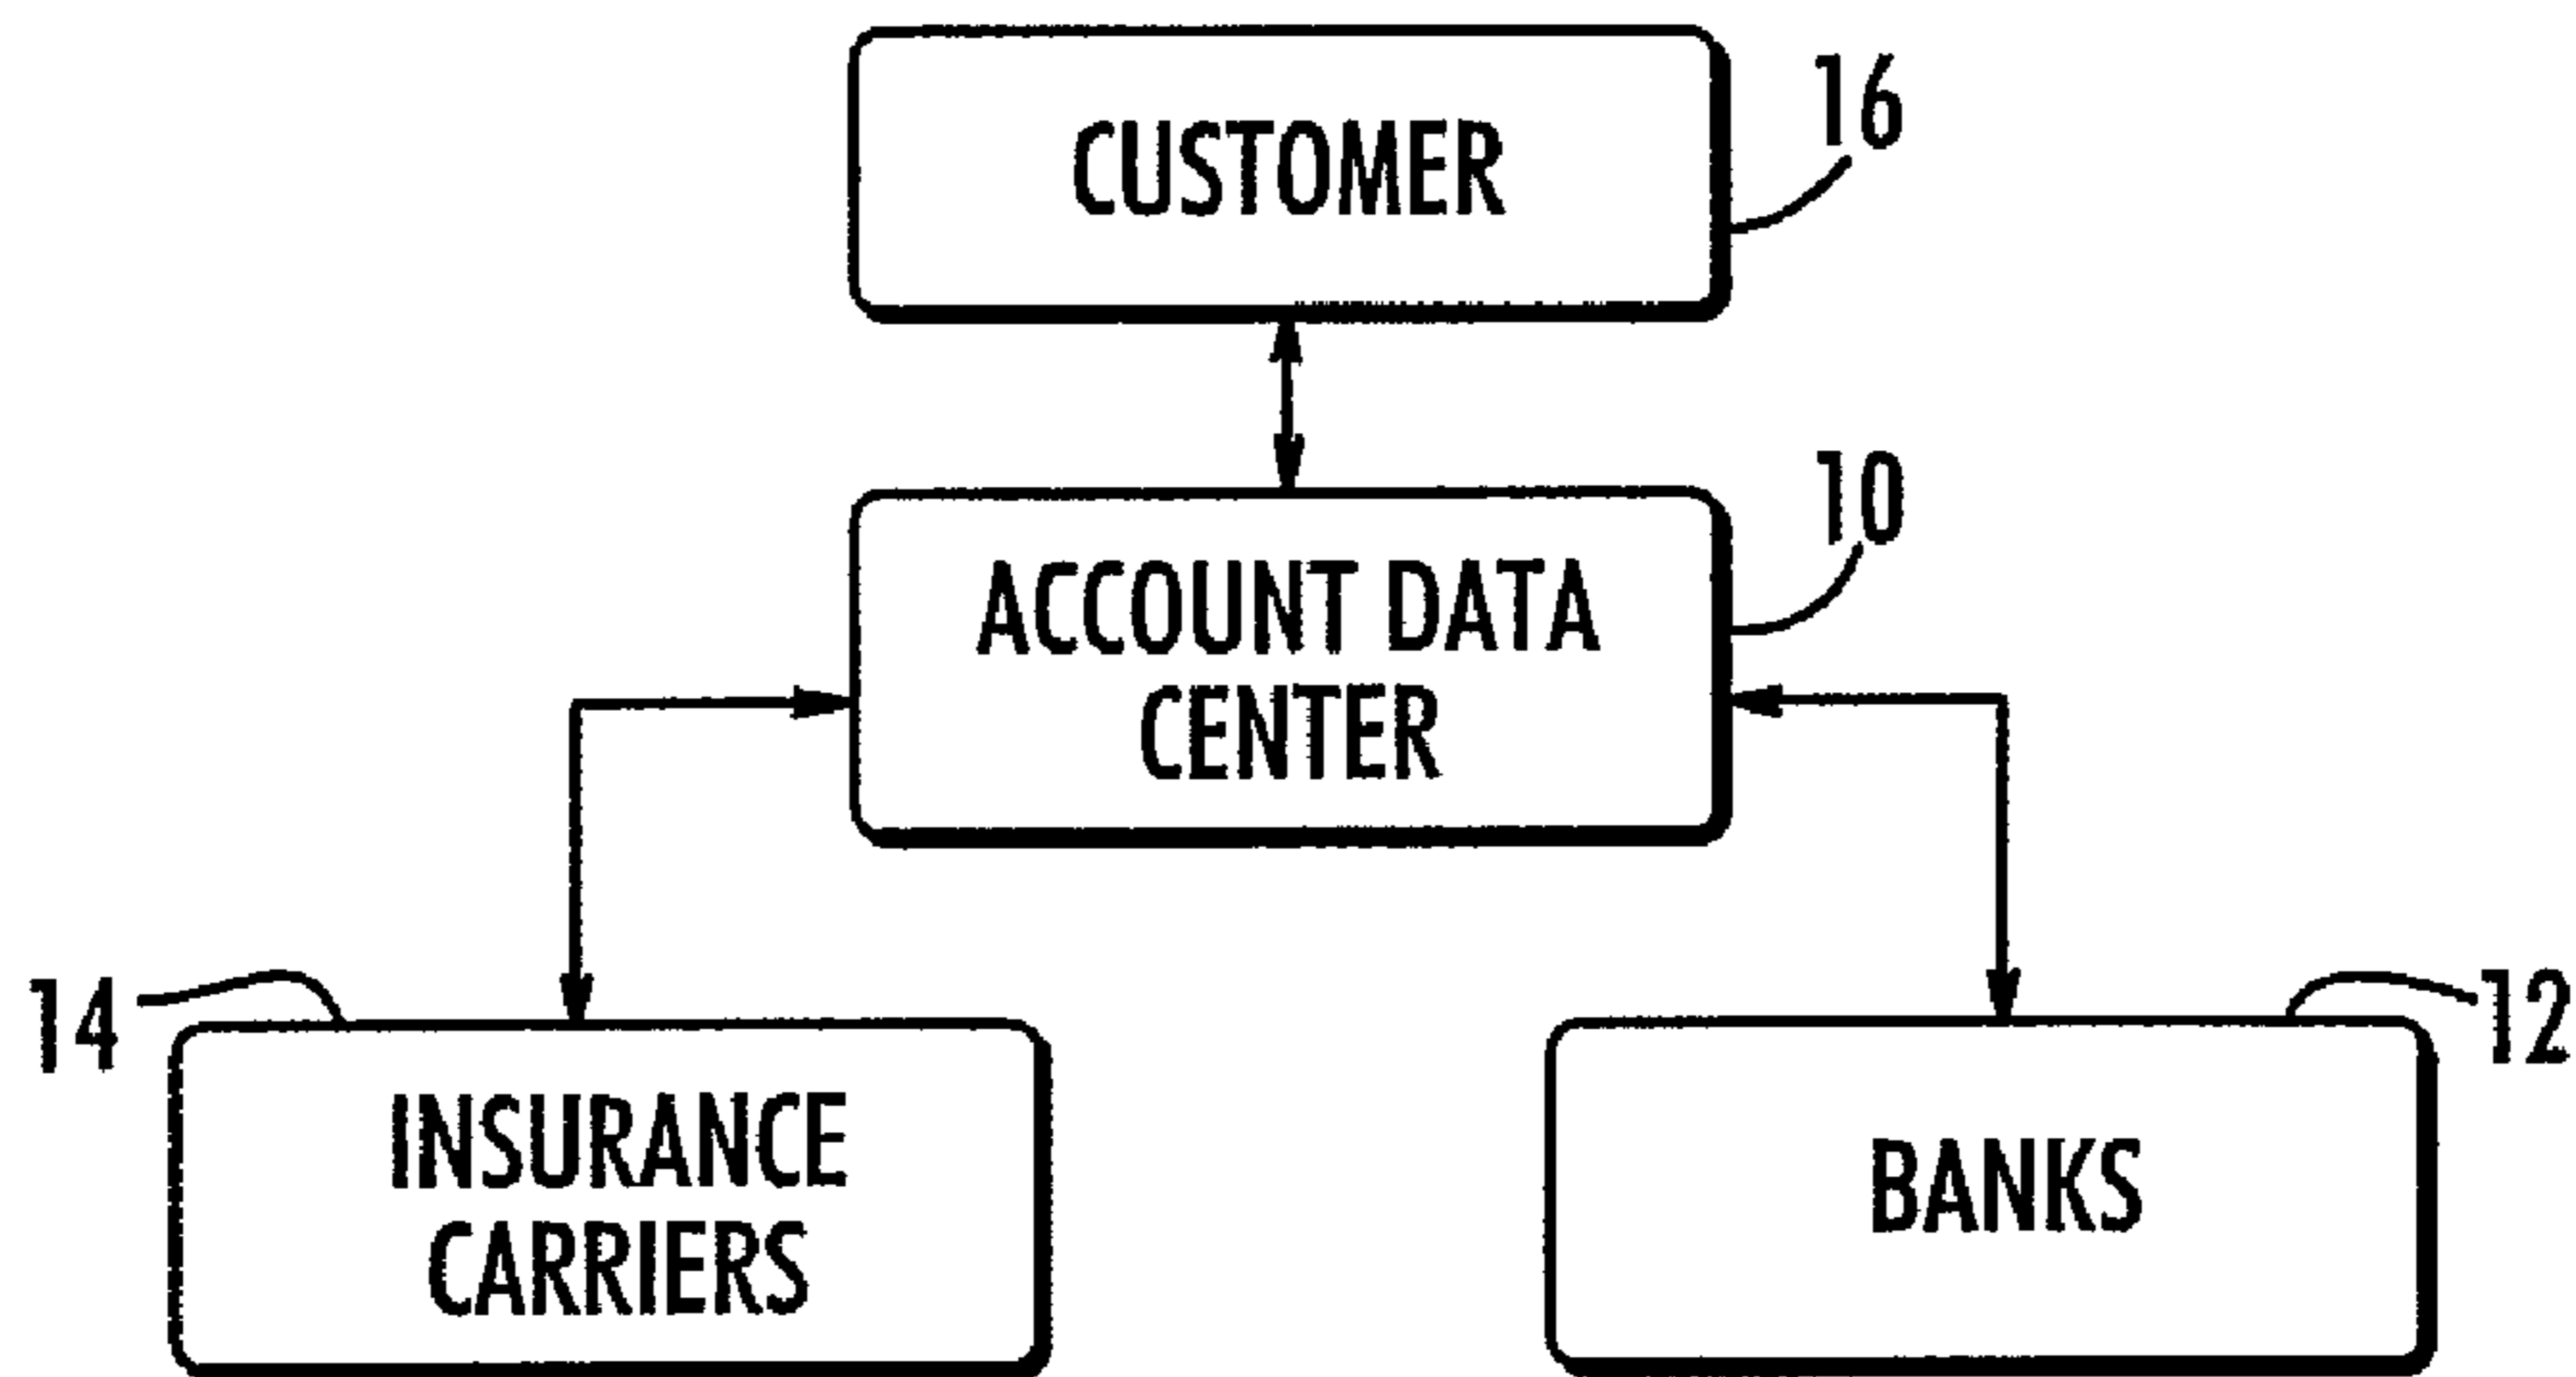 CUSTOMER
16
ACCOUNT DATA
CENTER
10
14
INSURANCE
CARRIERS
12
BANKS